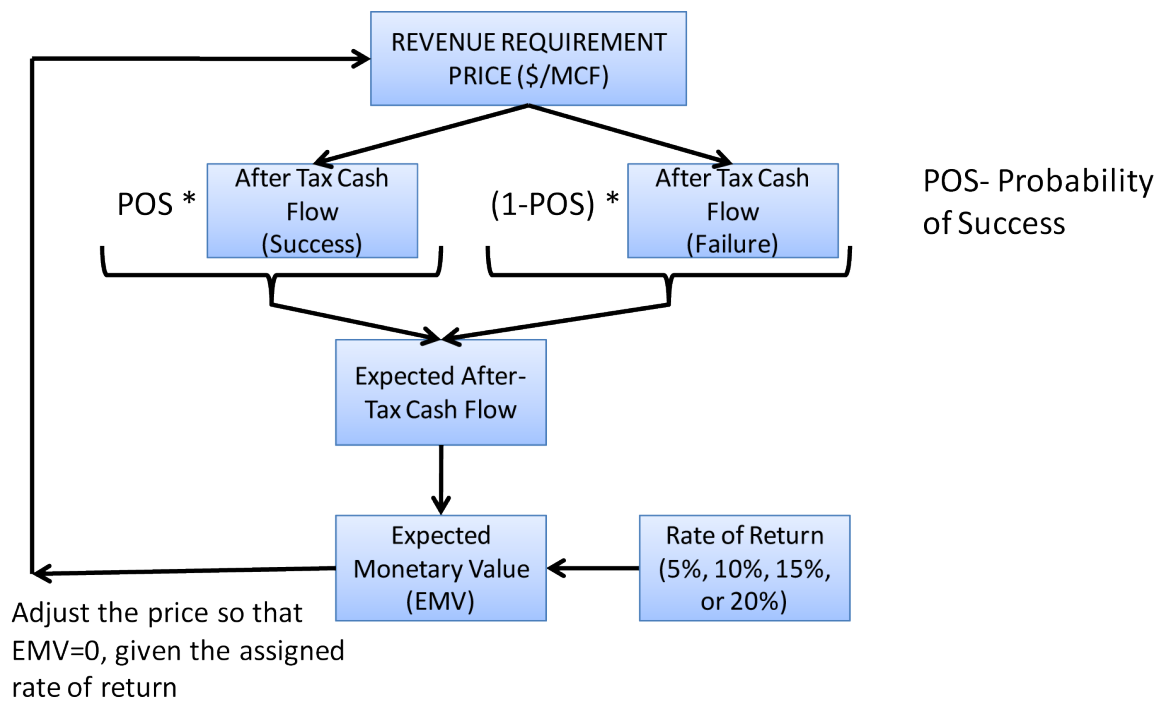 REVENUE REQUIREMENT
PRICE ($/MCF)
POS *
After Tax Cash
Flow
(Success)
(1-POS) *
After Tax Cash
Flow
(Failure)
POS- Probability
of Success
Expected After-
Tax Cash Flow
Expected
Monetary Value
(EMV)
Rate of Return
(5%, 10%, 15%,
or 20%)
Adjust the price so that
EMV=0, given the assigned
rate of return